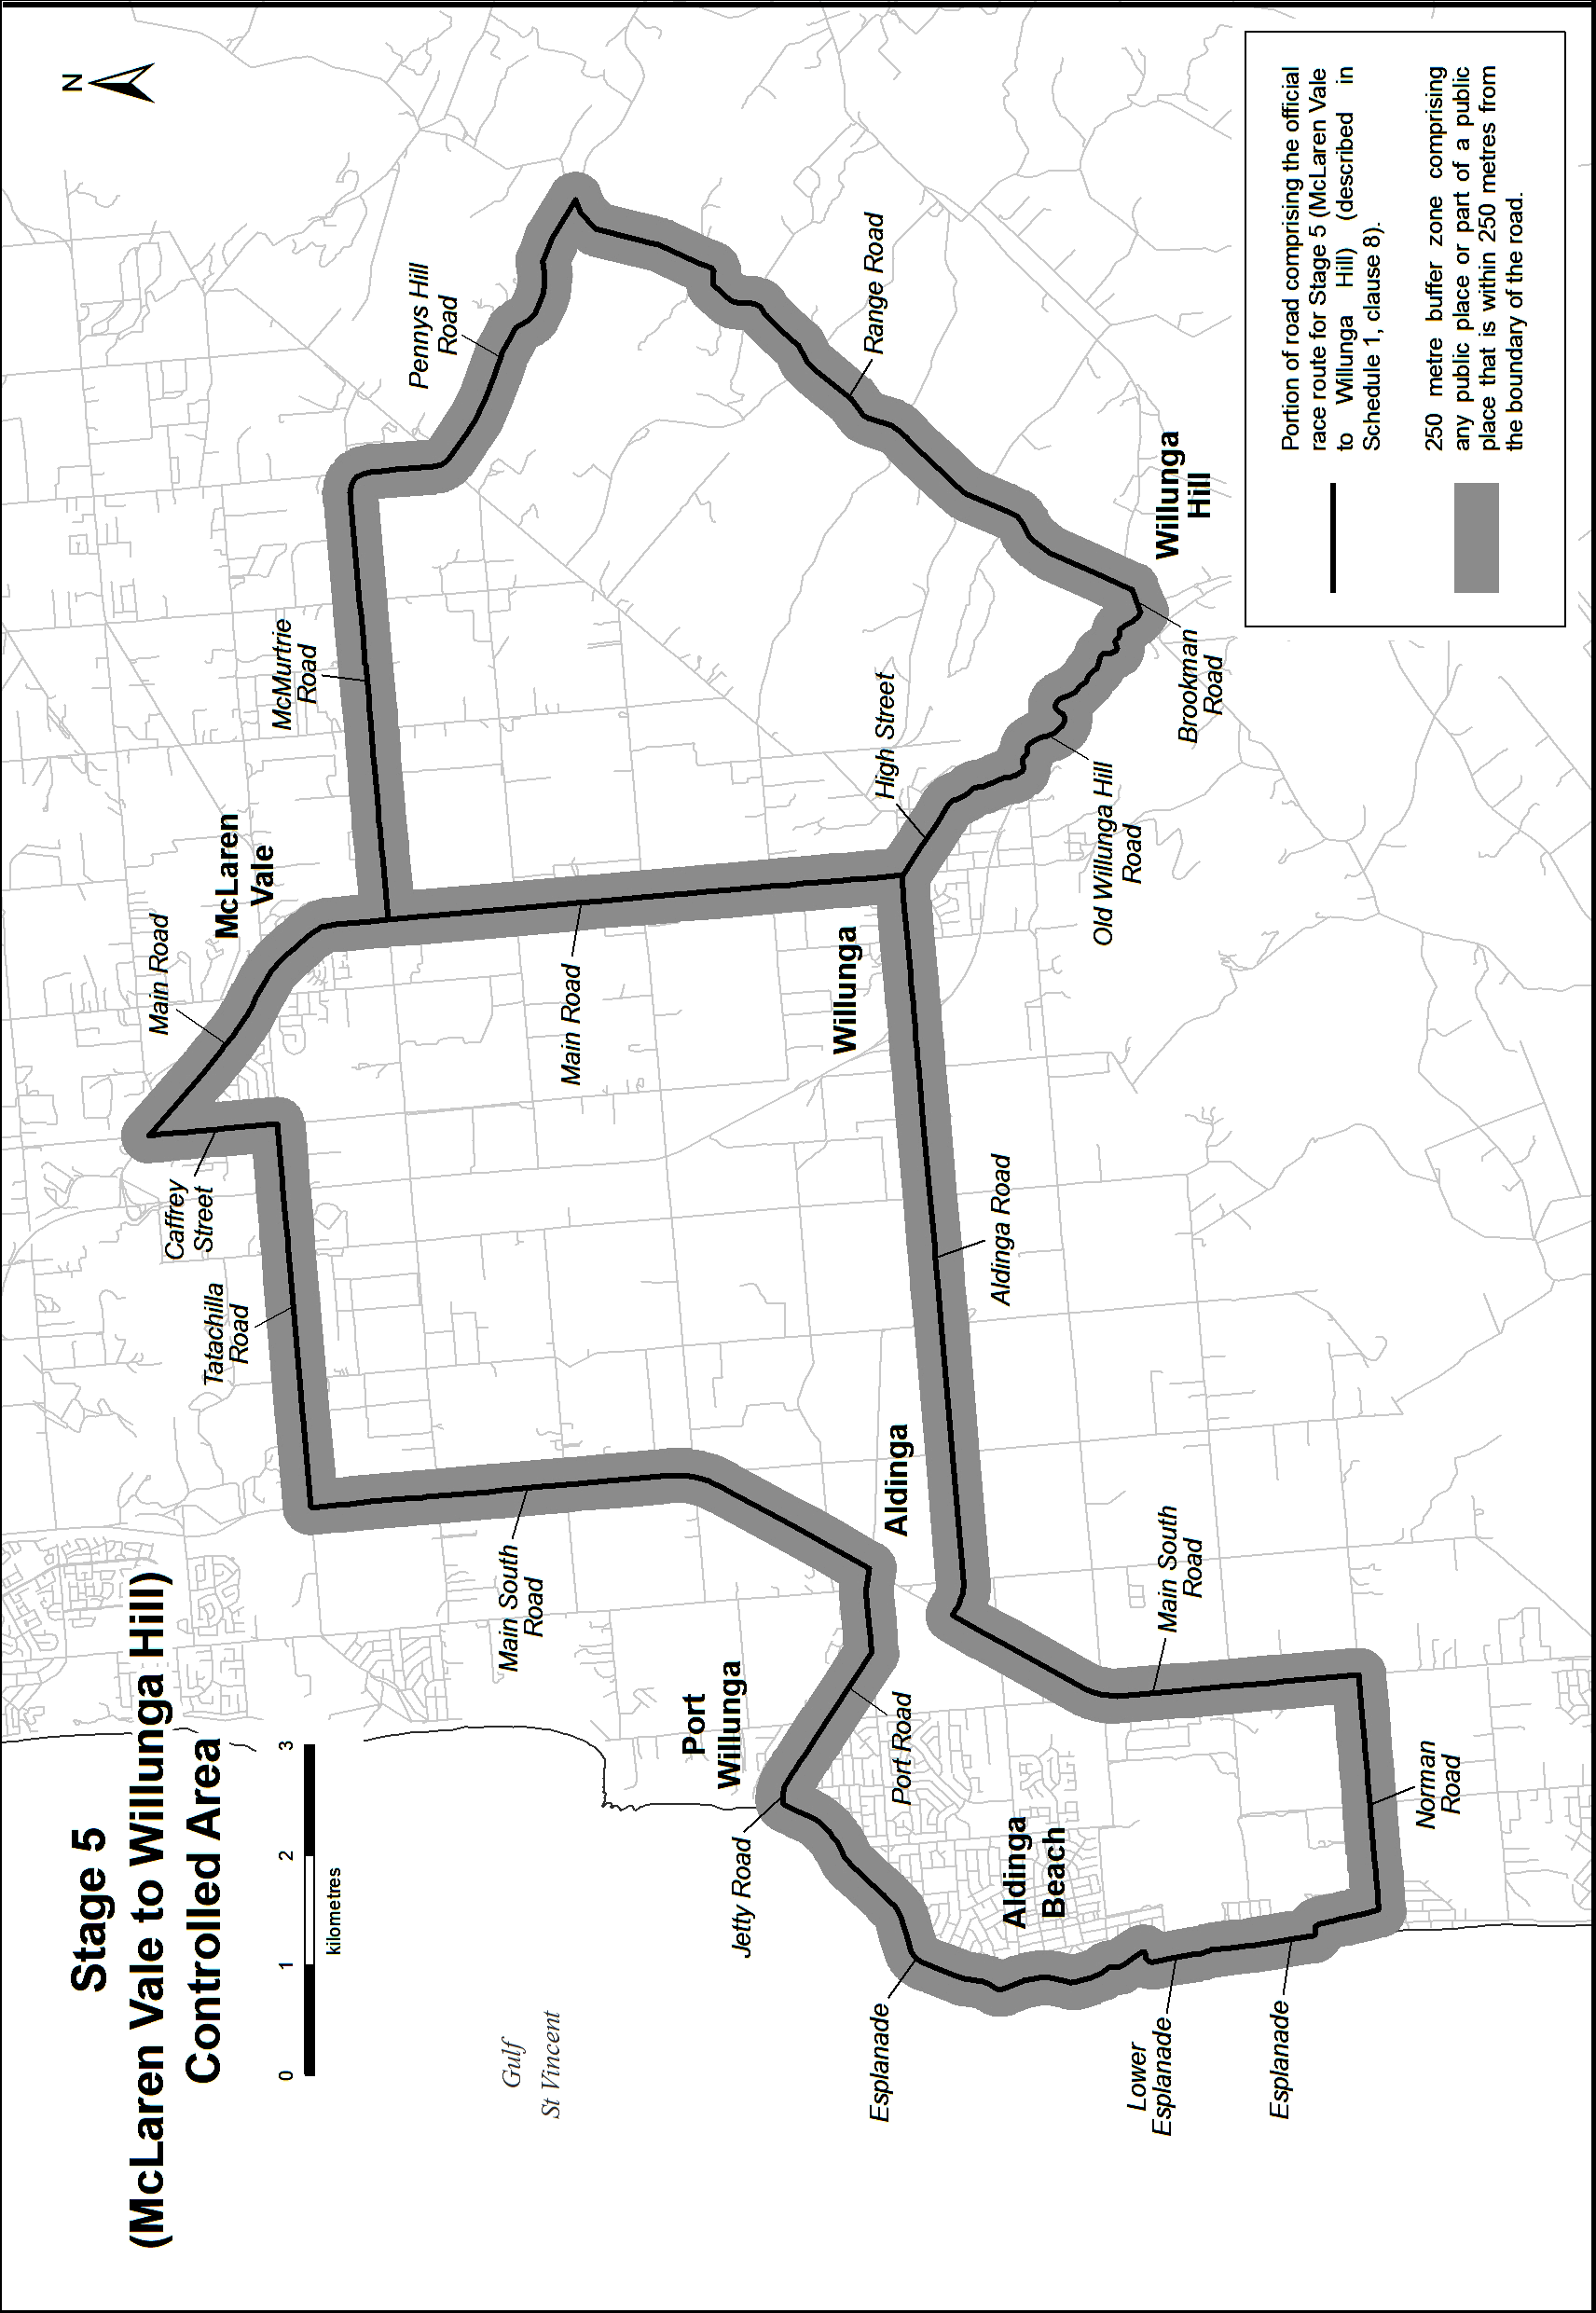 Stage 5
(McLaren Vale to Willunga Hill)
Controlled Area
0 1 2 3
kilometres
N
Gulf
St Vincent
Esplanade
Lower
Esplanade
Esplanade
Jetty Road
Port
Willunga
Port Road
Aldinga
Beach
Norman
Road
Main South
Road
Main South
Road
Aldinga
Tatachilla
Road
Caffrey
Street
Aldinga Road
Main Road
McLaren
Vale
Main Road
Willunga
McMurtrie
Road
High Street
Old Willunga Hill
Road
Brookman
Road
Willunga
Hill
Pennys Hill
Road
Range Road
Portion of road comprising the official
race route for Stage 5 (McLaren Vale
to Willunga Hill) (described in
Schedule 1, clause 8).
250 metre buffer zone comprising
any public place or part of a public
place that is within 250 metres from
the boundary of the road.